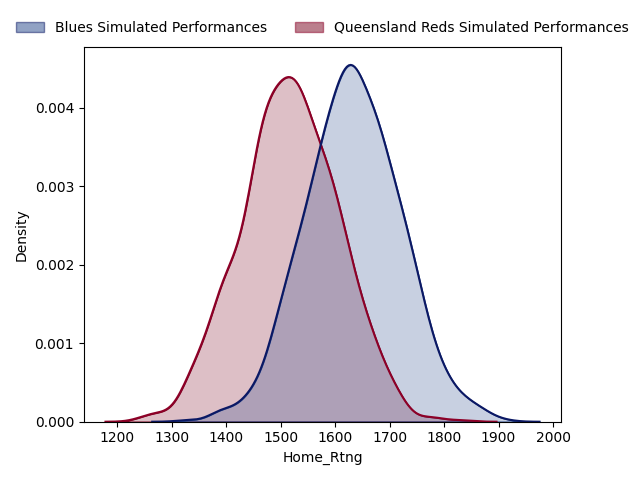 Blues Simulated Performances
Queensland Reds Simulated Performances
Density
0.004
0.003
0.002
0.001
0.000
1200 1300 1400 1500 1600 1700 1800 1900 2000
Home_Rtng